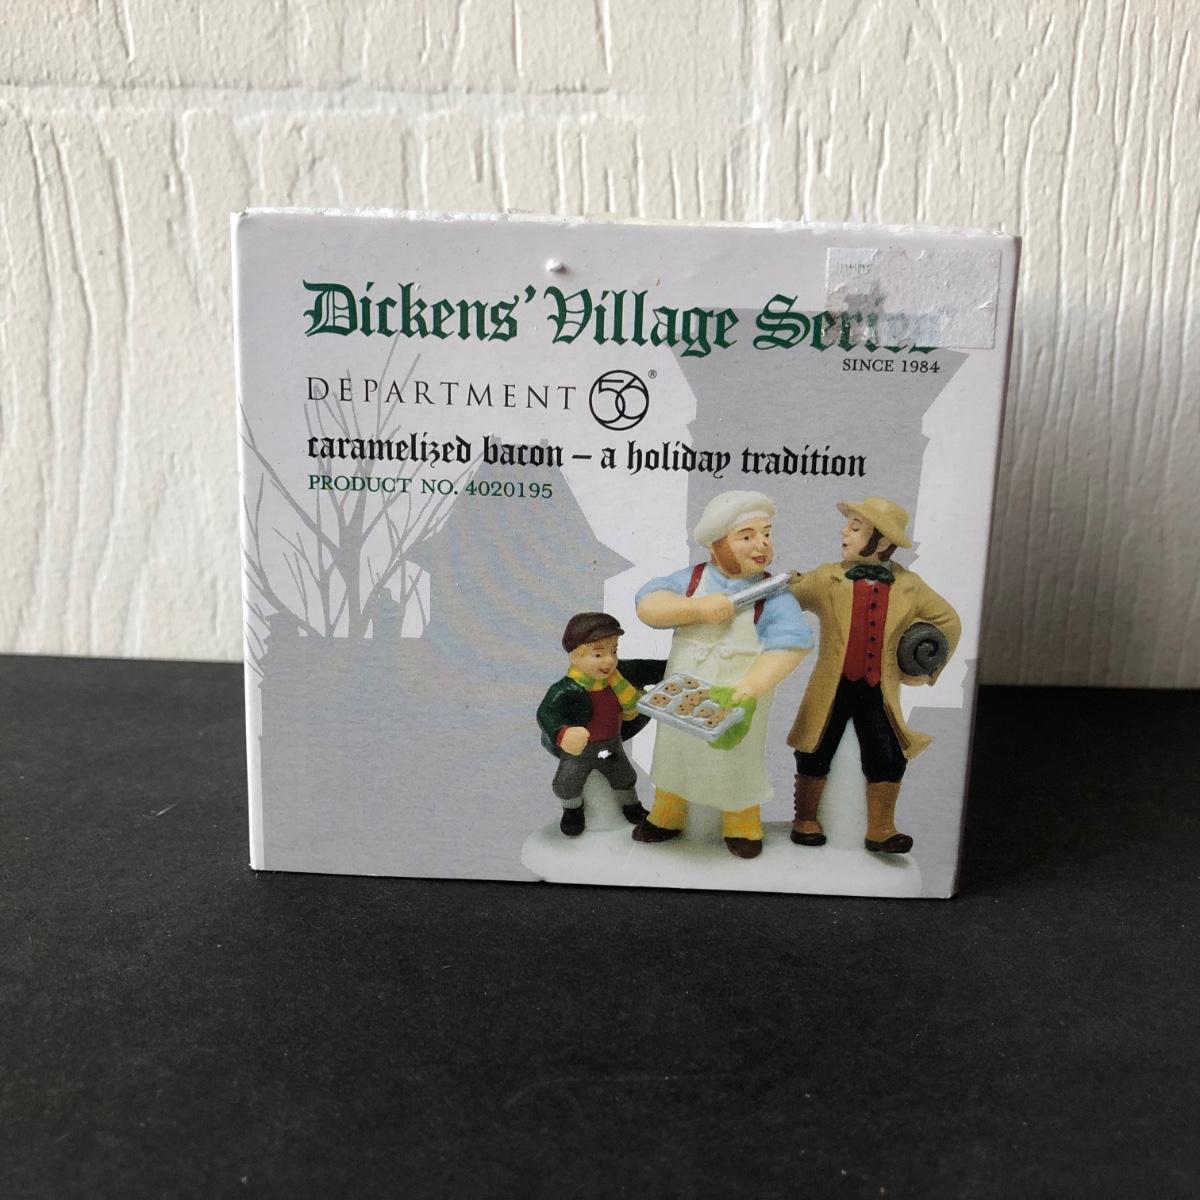 Dickens' Village Series
SINCE 1984
DEPARTMENT 56®
caramelized bacon – a holiday tradition
PRODUCT NO. 4020195